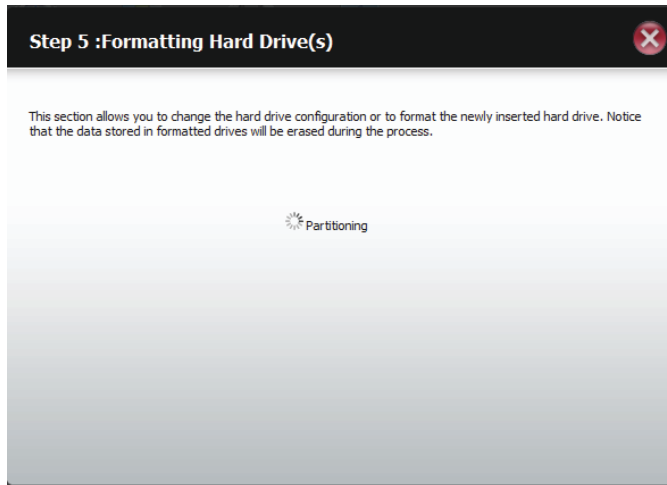 Step 5 :Formatting Hard Drive(s)
This section allows you to change the hard drive configuration or to format the newly inserted hard drive. Notice
that the data stored in formatted drives will be erased during the process.
Partitioning